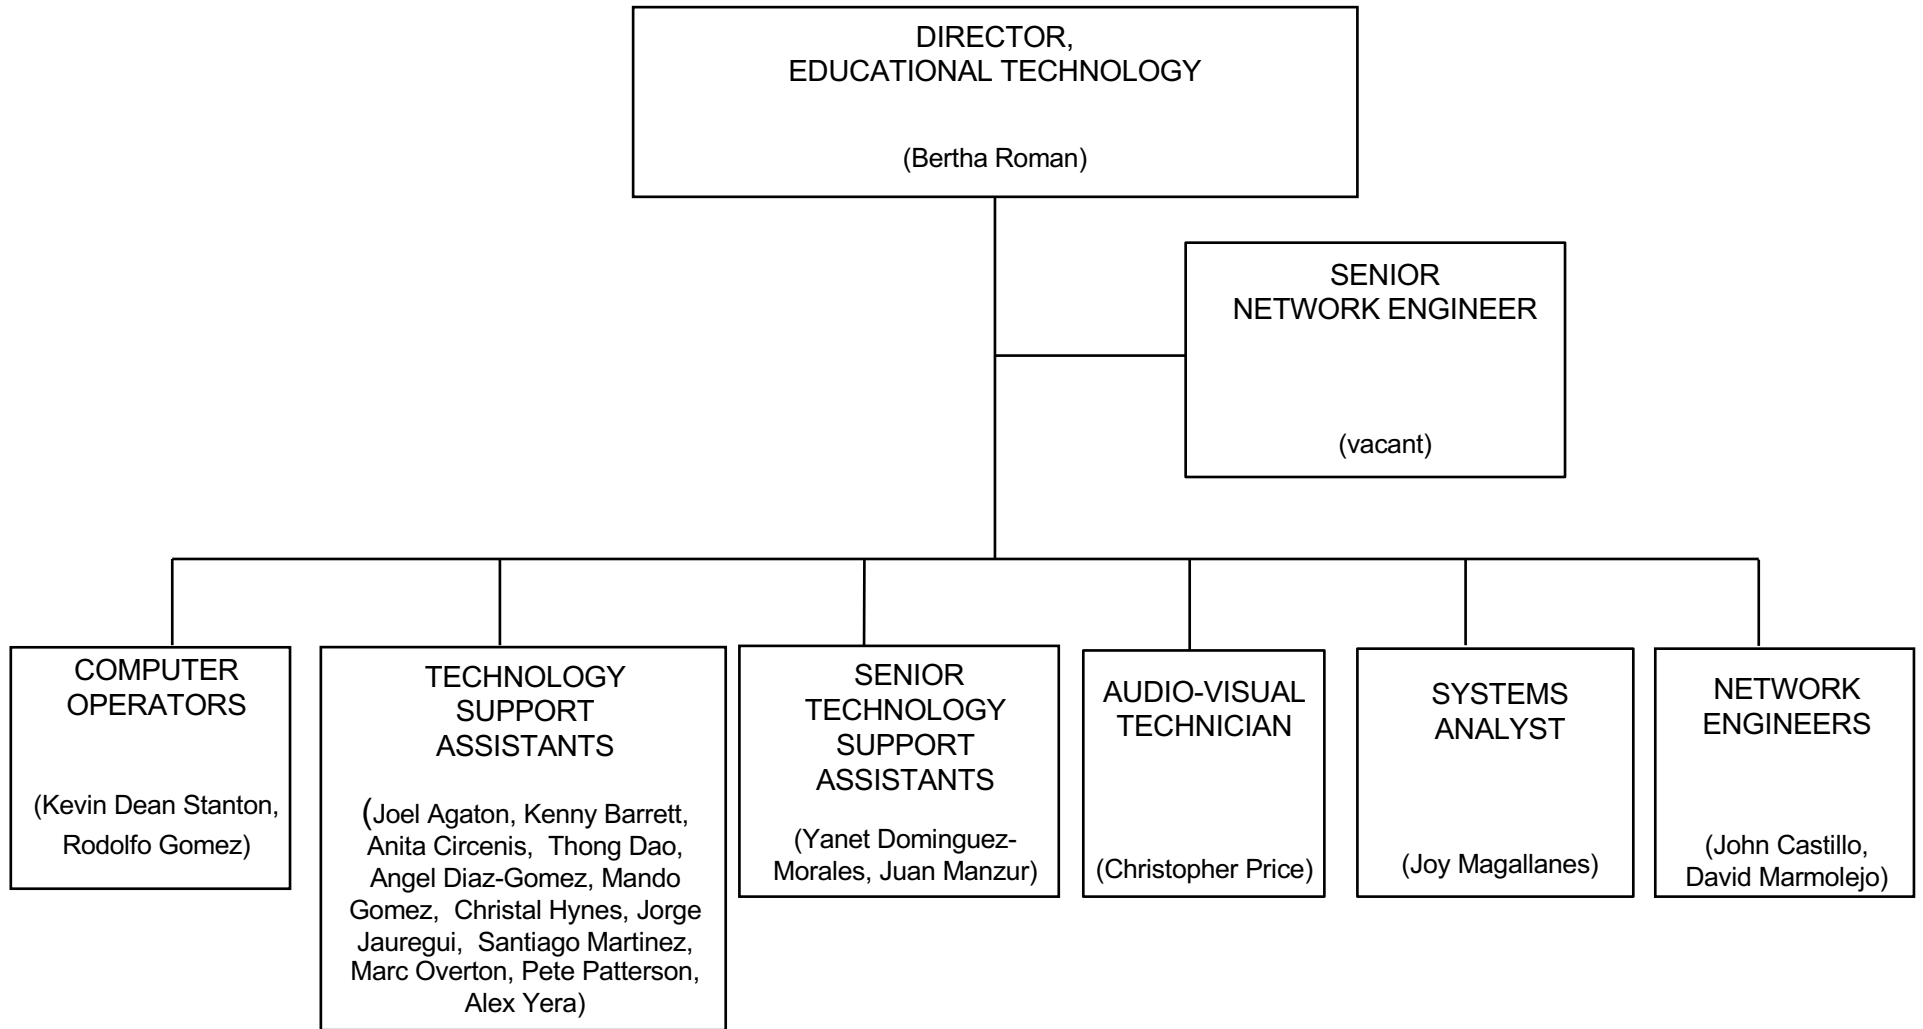 DIRECTOR,
EDUCATIONAL TECHNOLOGY
(Bertha Roman)
SENIOR
NETWORK ENGINEER
(vacant)
COMPUTER
OPERATORS
(Kevin Dean Stanton,
Rodolfo Gomez)
TECHNOLOGY
SUPPORT
ASSISTANTS
(Joel Agaton, Kenny Barrett,
Anita Circenis, Thong Dao,
Angel Diaz-Gomez, Mando
Gomez, Christal Hynes, Jorge
Jauregui, Santiago Martinez,
Marc Overton, Pete Patterson,
Alex Yera)
SENIOR
TECHNOLOGY
SUPPORT
ASSISTANTS
(Yanet Dominguez-
Morales, Juan Manzur)
AUDIO-VISUAL
TECHNICIAN
(Christopher Price)
SYSTEMS
ANALYST
(Joy Magallanes)
NETWORK
ENGINEERS
(John Castillo,
David Marmolejo)